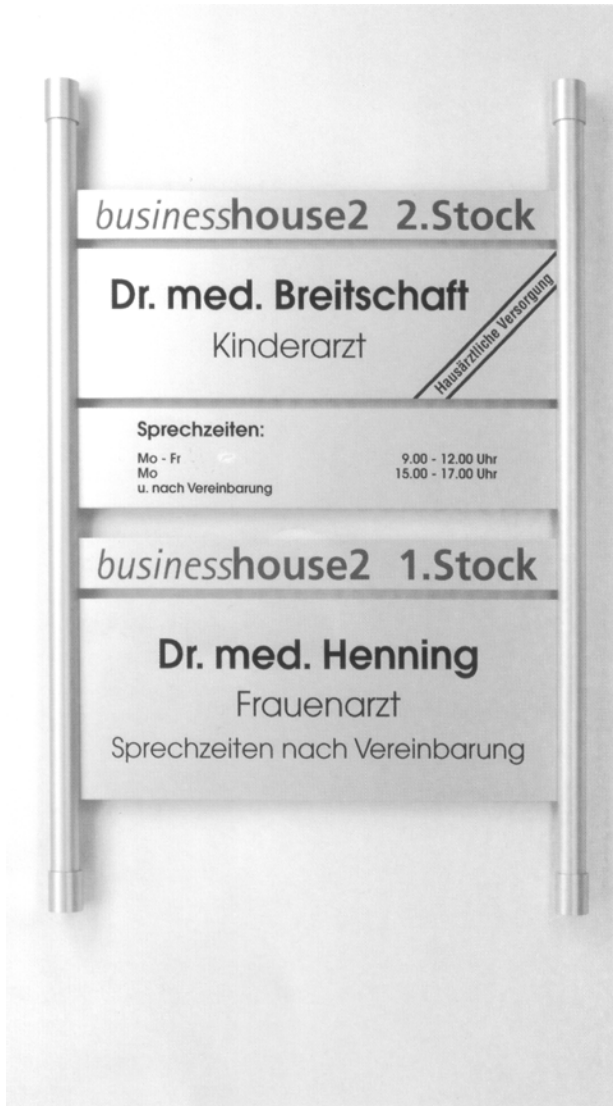 businesshouse2 2.Stock
Dr. med. Breitschaft
Kinderarzt
Hausärztliche Versorgung
Sprechzeiten:
Mo - Fr 9.00 - 12.00 Uhr
Mo 15.00 - 17.00 Uhr
u. nach Vereinbarung
businesshouse2 1.Stock
Dr. med. Henning
Frauenarzt
Sprechzeiten nach Vereinbarung